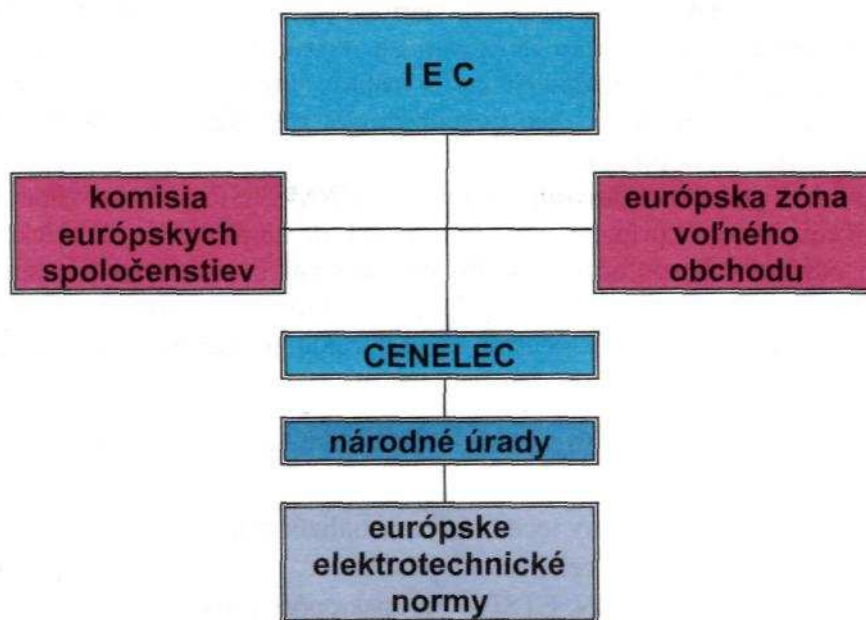 I E C
komisia
európskych
spoločenstiev
európska zóna
voľného
obchodu
CENELEC
národné úrady
európske
elektrotechnické
normy